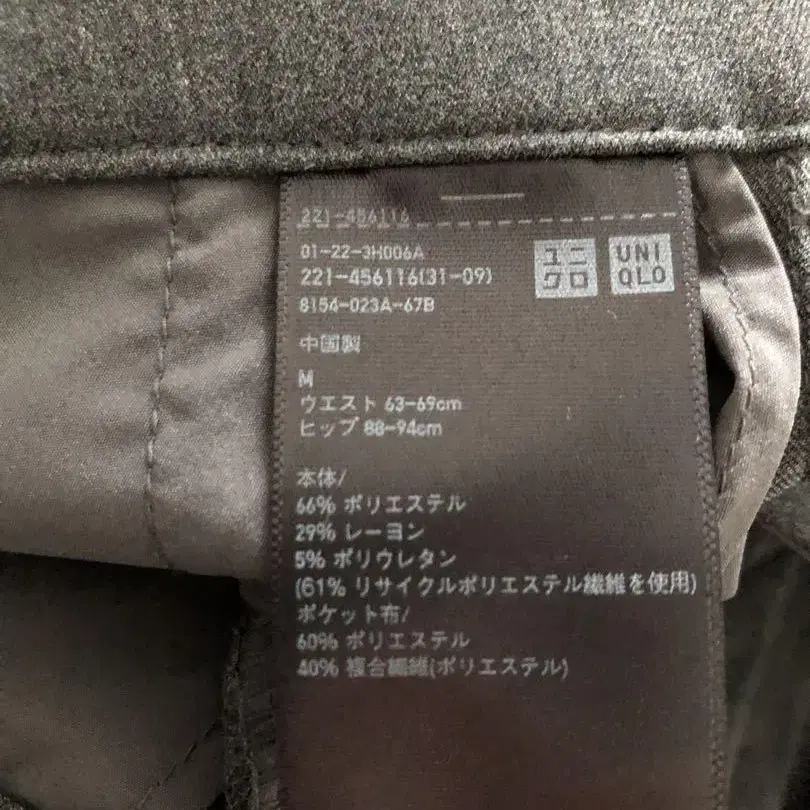 221-456116
01-22-3H006A
221-456116(31-09)
8154-023A-67B
ユニクロ
UNIQLO
中国製
M
ウエスト 63-69cm
ヒップ 88-94cm
本体/
66% ポリエステル
29% レーヨン
5% ポリウレタン
(61% リサイクルポリエステル繊維を使用)
ポケット布/
60% ポリエステル
40% 複合繊維(ポリエステル)